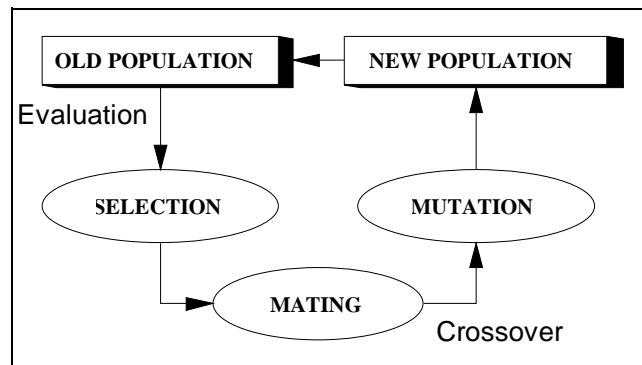 OLD POPULATION
NEW POPULATION
Evaluation
SELECTION
MUTATION
MATING
Crossover